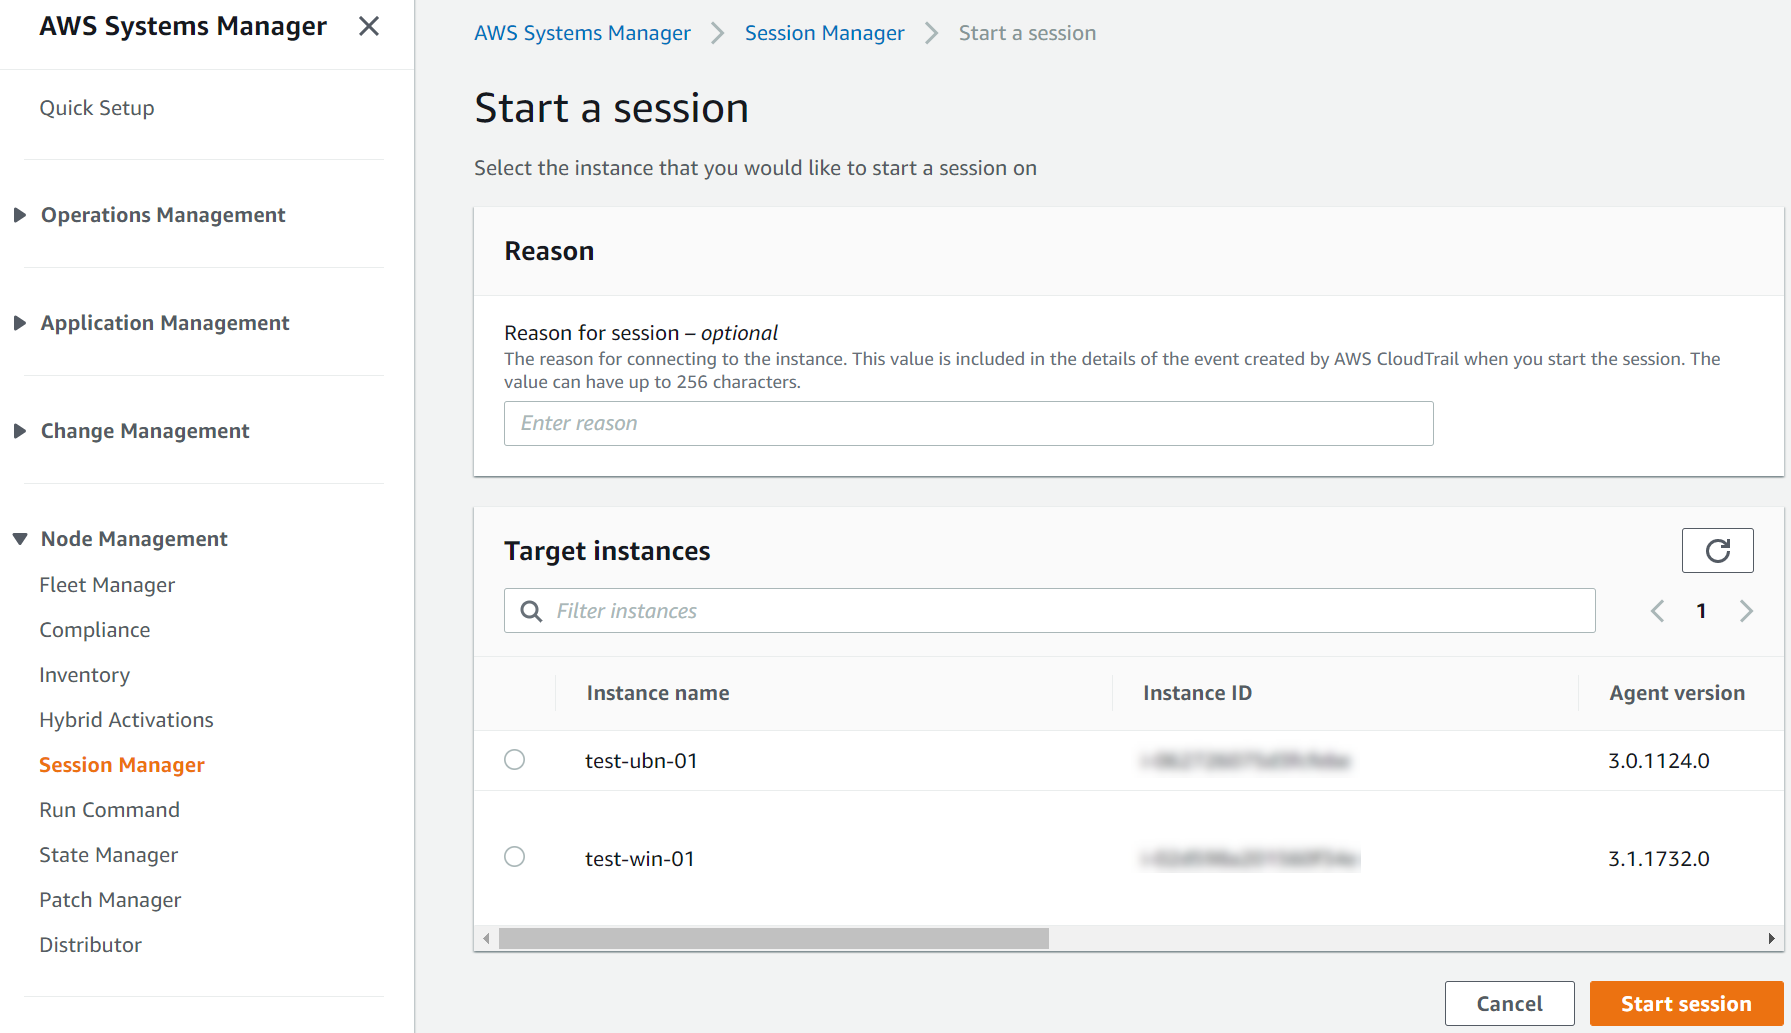 AWS Systems Manager
Quick Setup
Operations Management
Application Management
Change Management
Node Management
Fleet Manager
Compliance
Inventory
Hybrid Activations
Session Manager
Run Command
State Manager
Patch Manager
Distributor
AWS Systems Manager > Session Manager > Start a session
Start a session
Select the instance that you would like to start a session on
Reason
Reason for session – optional
The reason for connecting to the instance. This value is included in the details of the event created by AWS CloudTrail when you start the session. The
value can have up to 256 characters.
Enter reason
Target instances
Filter instances
1
Instance name Instance ID Agent version
test-ubn-01 3.0.1124.0
test-win-01 3.1.1732.0
Cancel Start session